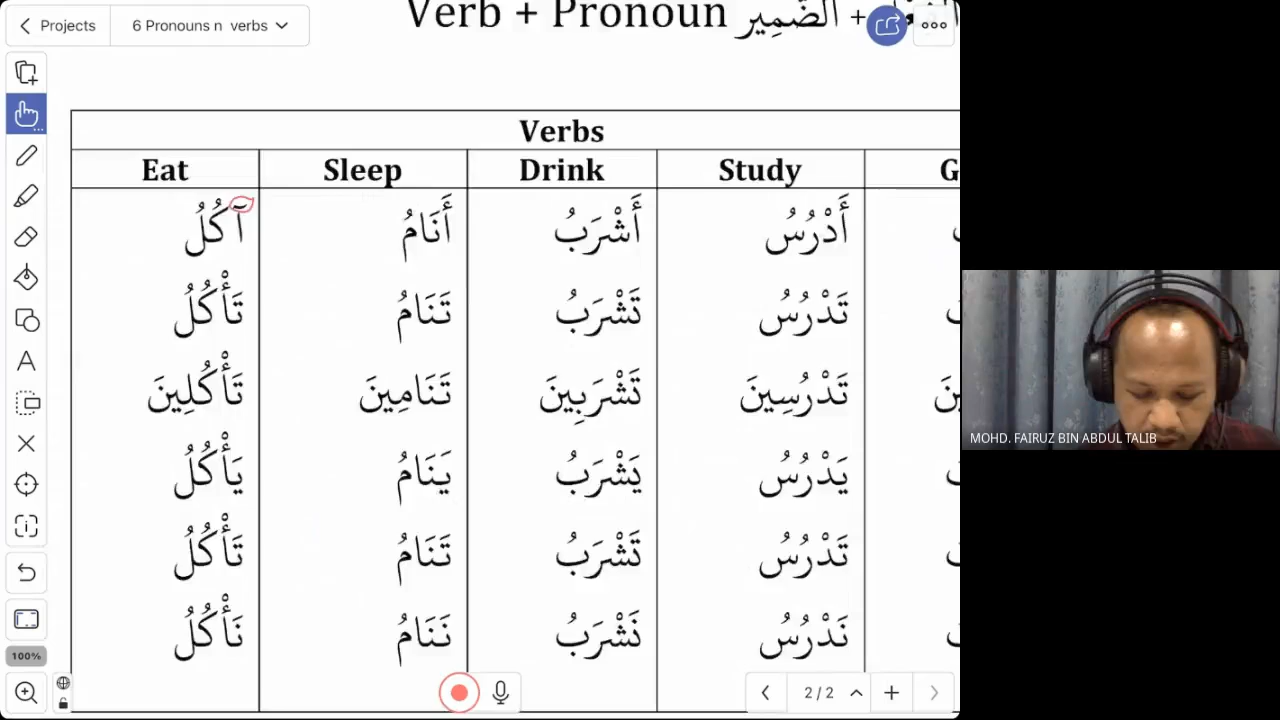 Verb + Pronoun الضَّمِير +
Projects
6 Pronouns n verbs
Verbs
Eat Sleep Drink Study G
آكُلُ أَنَامُ أَشْرَبُ أَدْرُسُ
تَأْكُلُ تَنَامُ تَشْرَبُ تَدْرُسُ
تَأْكُلِينَ تَنَامِينَ تَشْرَبِينَ تَدْرُسِينَ
يَأْكُلُ يَنَامُ يَشْرَبُ يَدْرُسُ
تَأْكُلُ تَنَامُ تَشْرَبُ تَدْرُسُ
نَأْكُلُ نَنَامُ نَشْرَبُ نَدْرُسُ
100%
2 / 2
MOHD. FAIRUZ BIN ABDUL TALIB